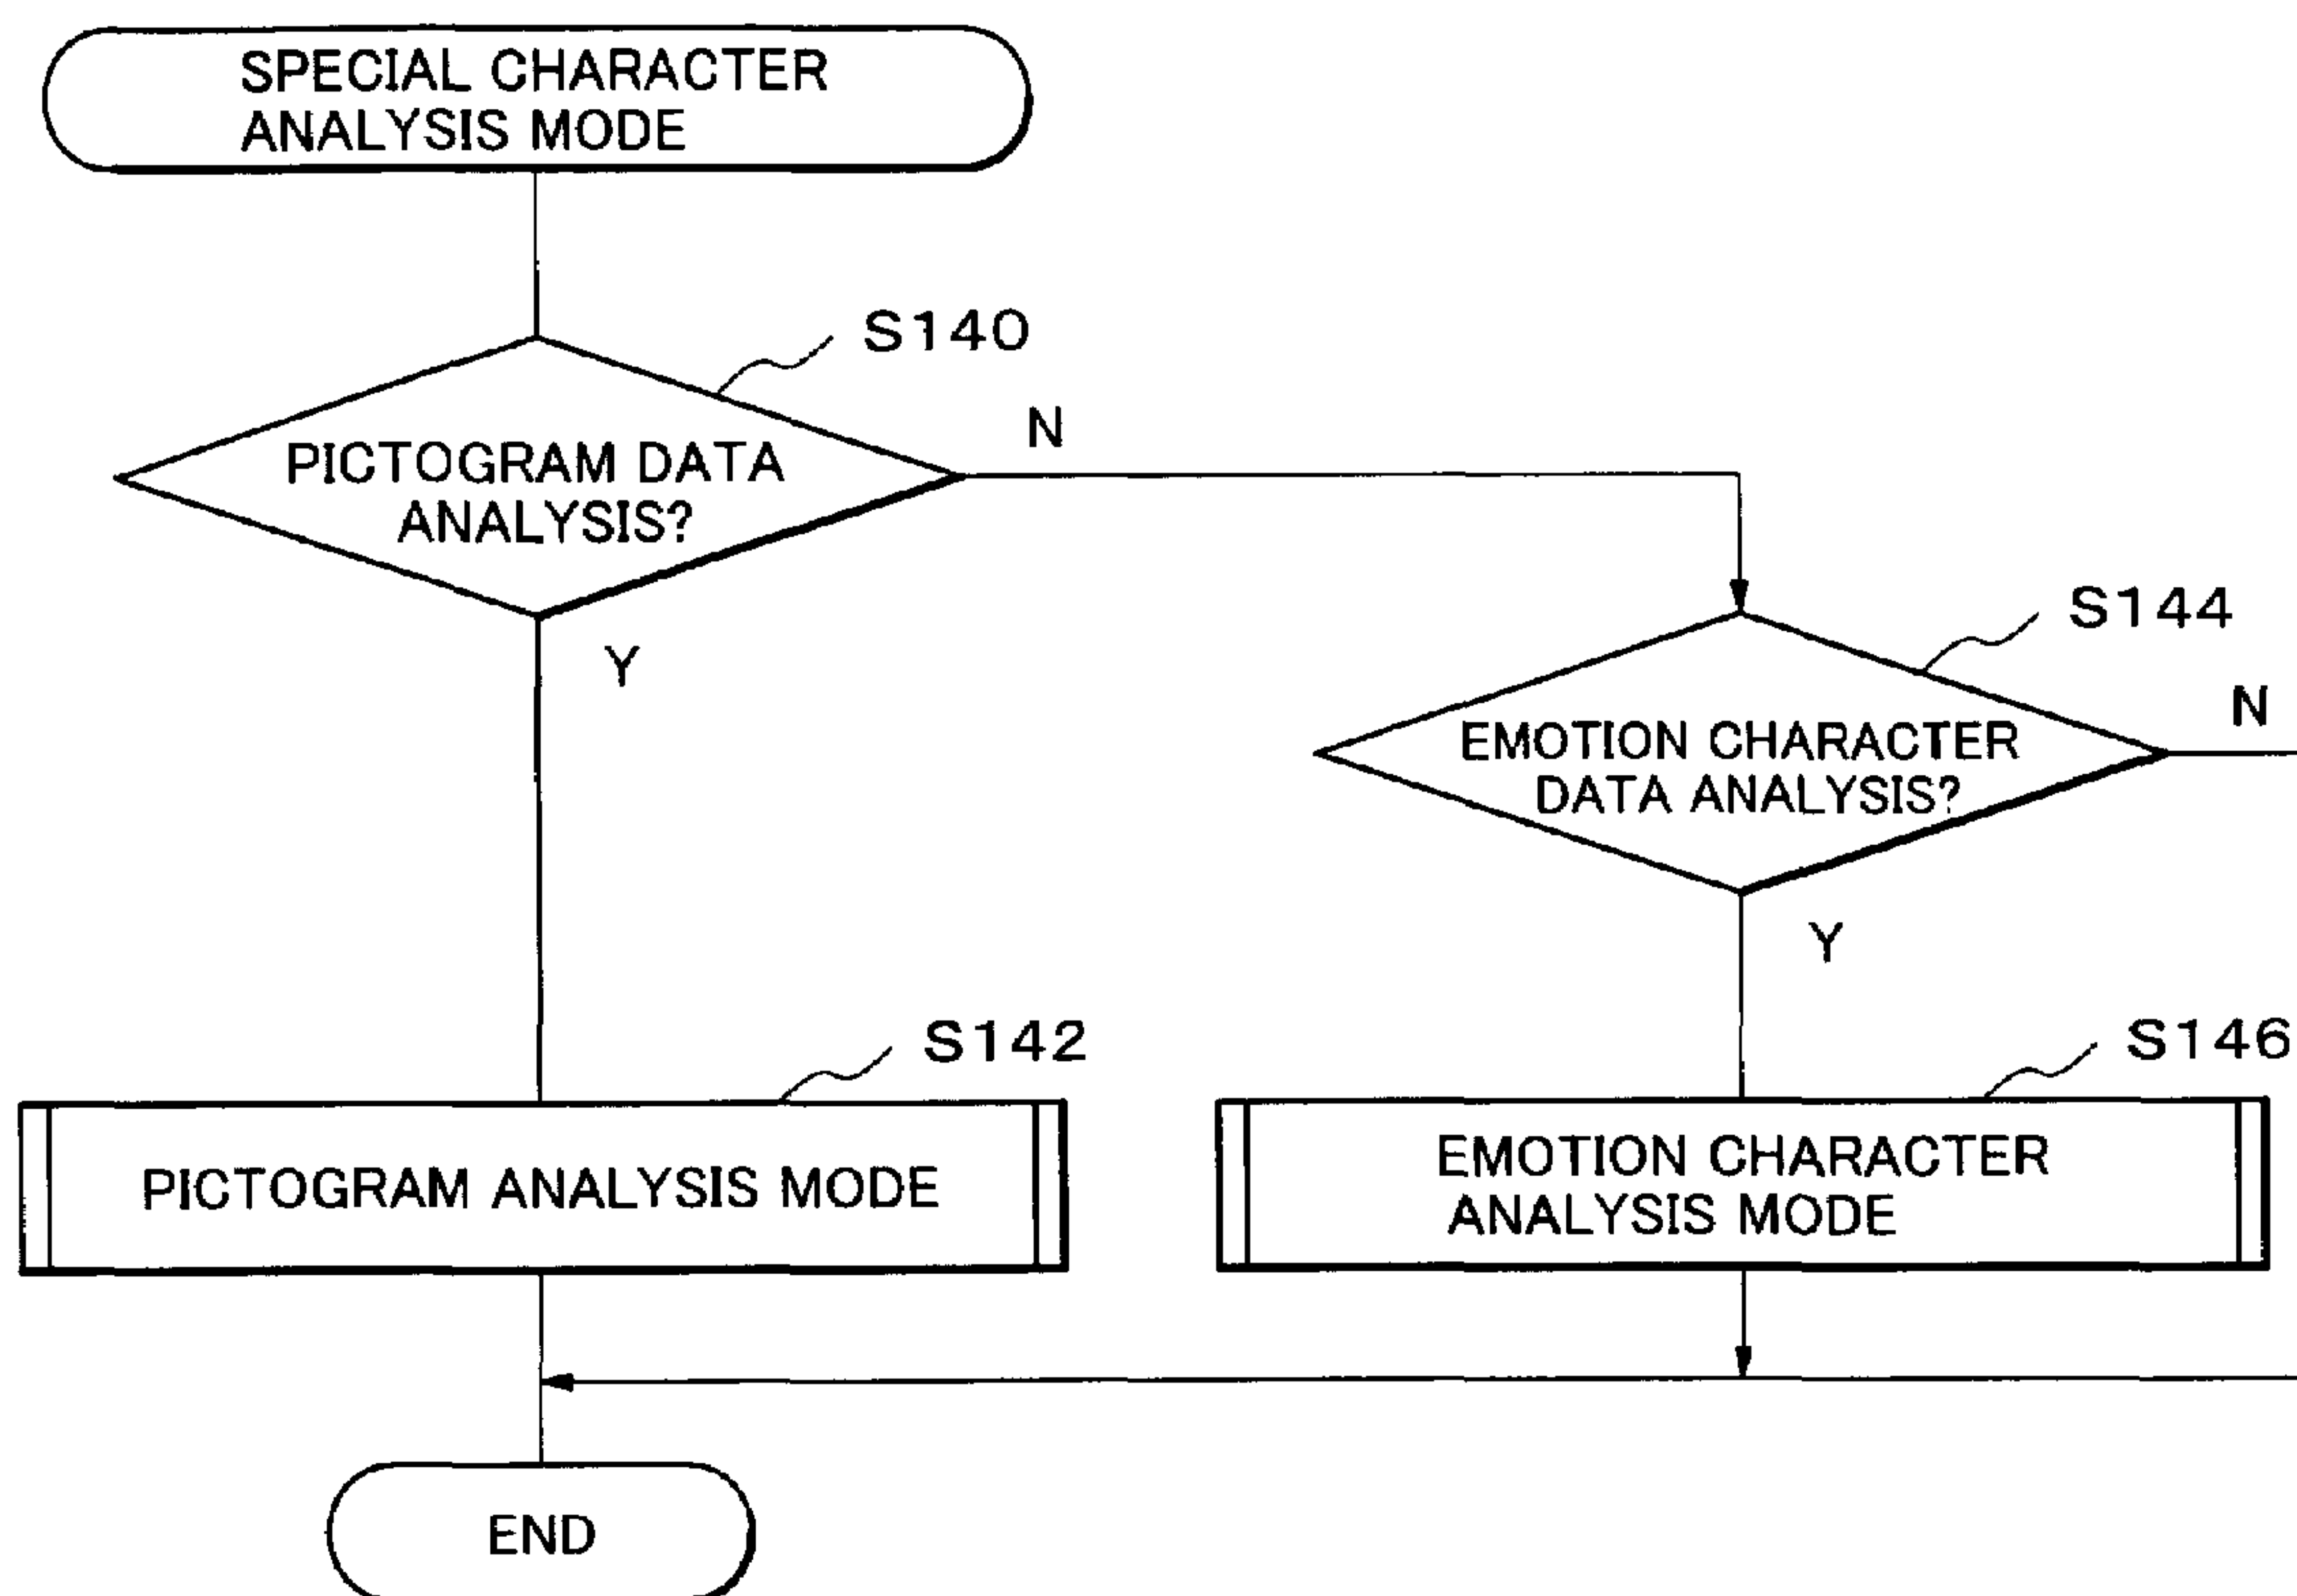 SPECIAL CHARACTER
ANALYSIS MODE
S140
PICTOGRAM DATA
ANALYSIS?
N
Y
S144
EMOTION CHARACTER
DATA ANALYSIS?
N
Y
S142
PICTOGRAM ANALYSIS MODE
S146
EMOTION CHARACTER
ANALYSIS MODE
END